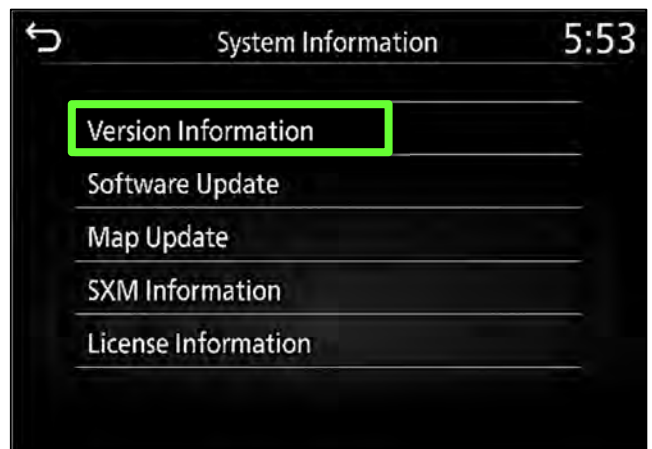 System Information 5:53
Version Information
Software Update
Map Update
SXM Information
License Information